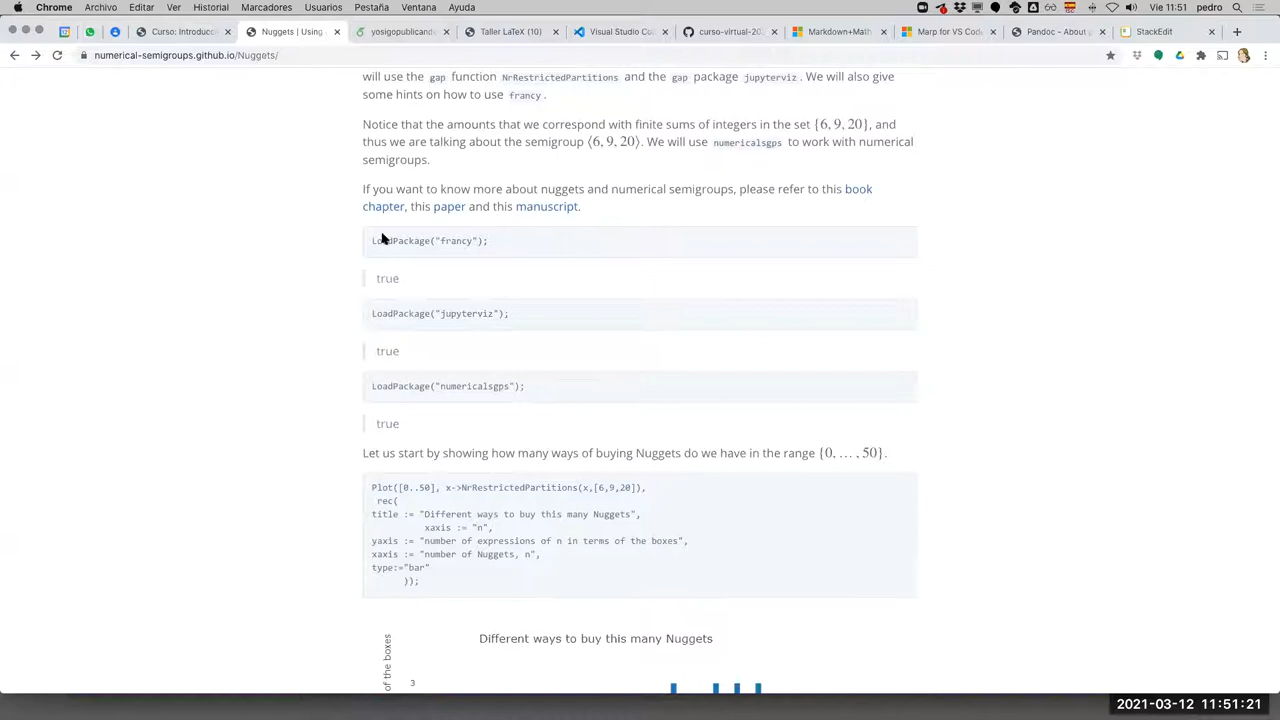 Chrome Archivo Editar Ver Historial Marcadores Usuarios Pestaña Ventana Ayuda Vie 11:51 pedro
Curso: Introducci Nuggets | Using yosigopublicand Taller LaTeX (10) Visual Studio Co curso-virtual-202 Markdown+Math Marp for VS Cod Pandoc - About p StackEdit
numerical-semigroups.github.io/Nuggets/
will use the gap function NrRestrictedPartitions and the gap package jupyterviz. We will also give
some hints on how to use francy.
Notice that the amounts that we correspond with finite sums of integers in the set {6, 9, 20}, and
thus we are talking about the semigroup ⟨6, 9, 20⟩. We will use numericalsgps to work with numerical
semigroups.
If you want to know more about nuggets and numerical semigroups, please refer to this book
chapter, this paper and this manuscript.
LoadPackage("francy");
true
LoadPackage("jupyterviz");
true
LoadPackage("numericalsgps");
true
Let us start by showing how many ways of buying Nuggets do we have in the range {0, … , 50}.
Plot([0..50], x->NrRestrictedPartitions(x,[6,9,20]),
rec(
title := "Different ways to buy this many Nuggets",
xaxis := "n",
yaxis := "number of expressions of n in terms of the boxes",
xaxis := "number of Nuggets, n",
type:="bar"
));
Different ways to buy this many Nuggets
of the boxes
3
2021-03-12 11:51:21